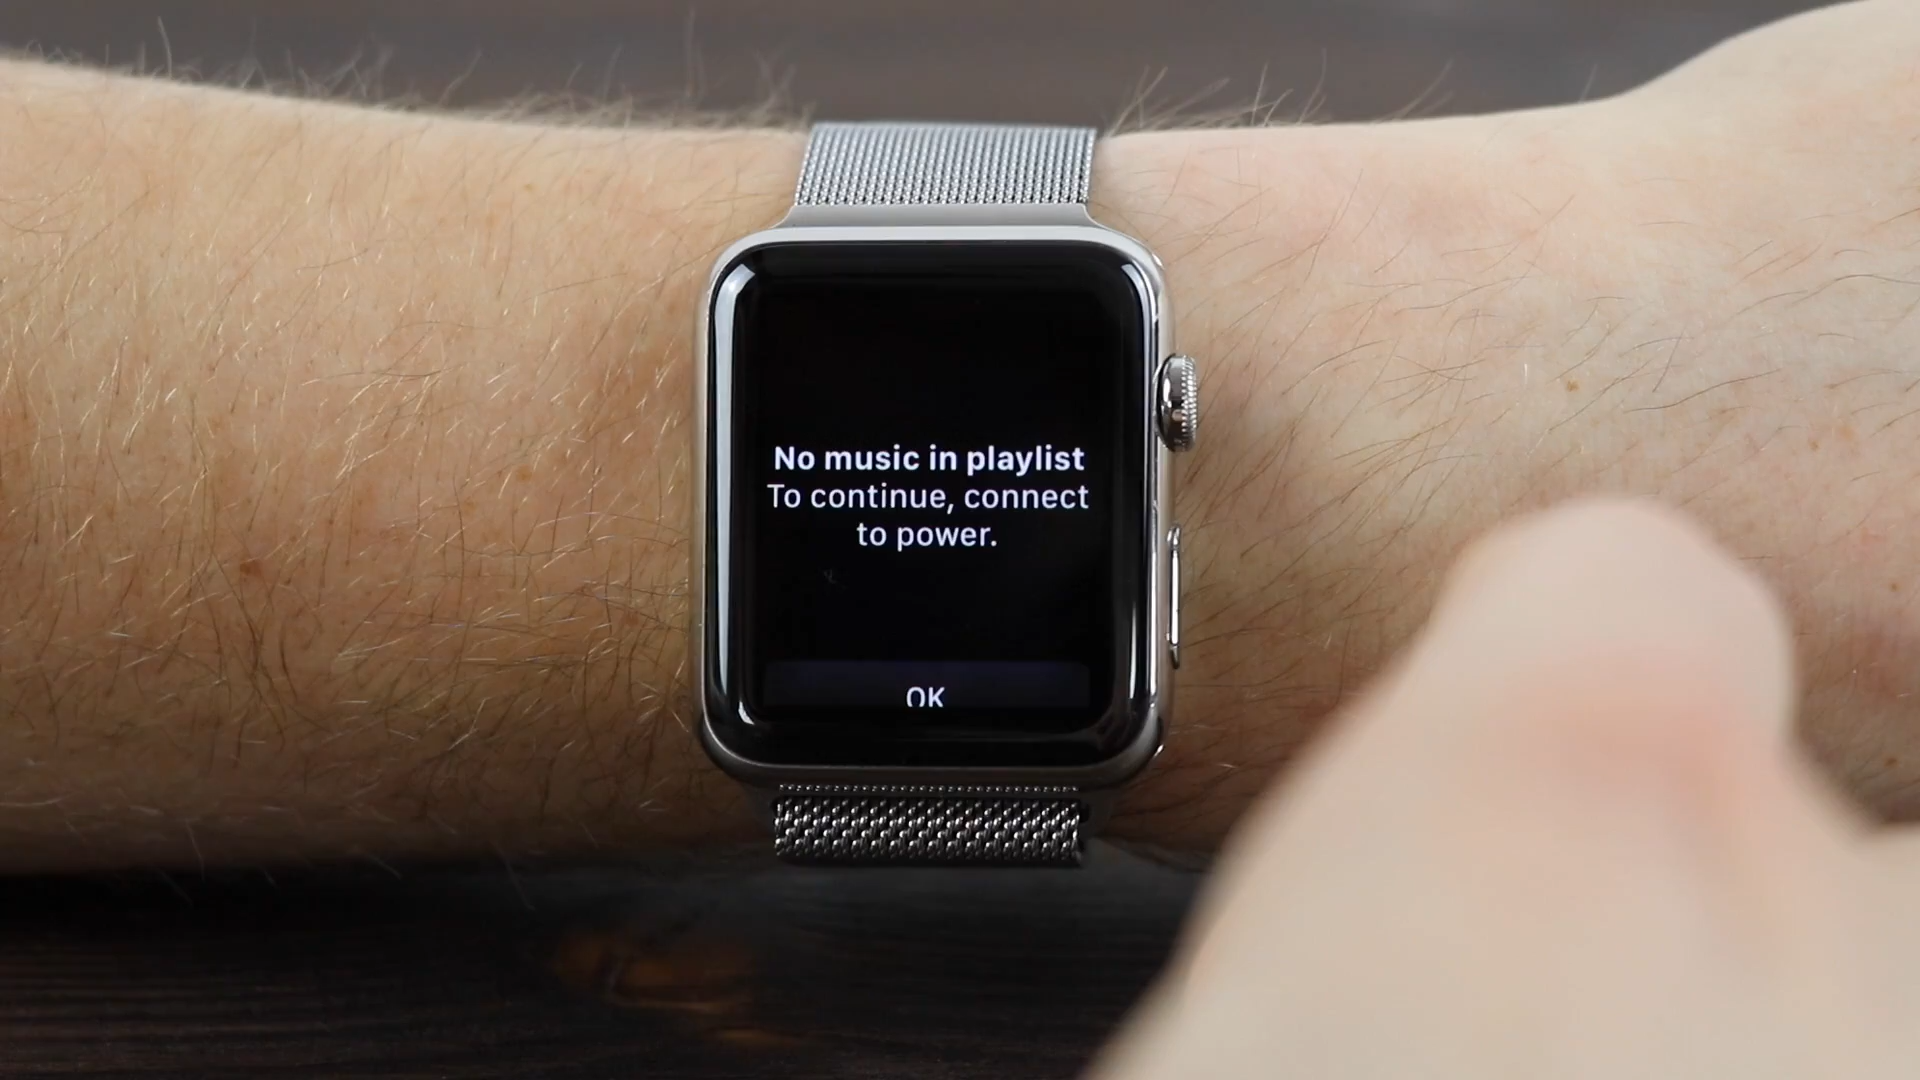 No music in playlist
To continue, connect
to power.
OK